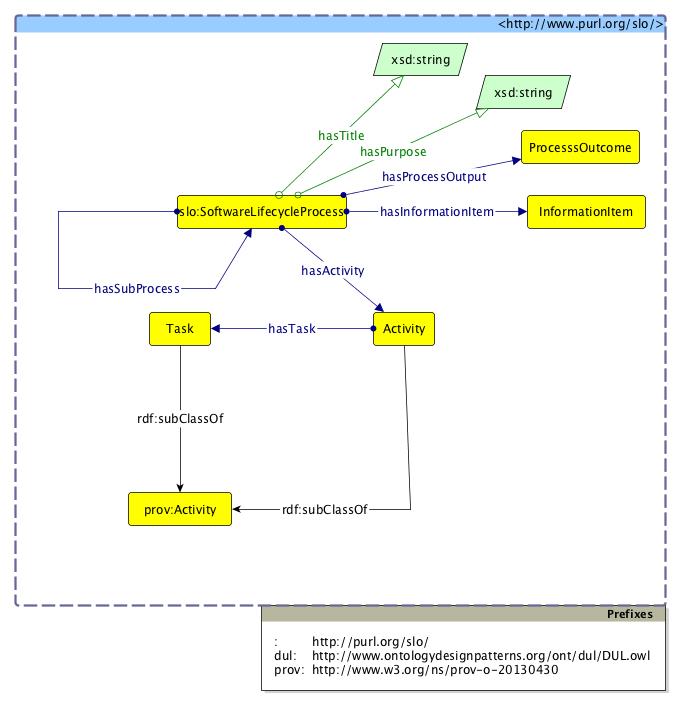 <http://www.purl.org/slo/>
xsd:string
xsd:string
hasTitle
hasPurpose
ProcesssOutcome
hasProcessOutput
slo:SoftwareLifecycleProcess
hasInformationItem
InformationItem
hasActivity
hasSubProcess
Task
hasTask
Activity
rdf:subClassOf
prov:Activity
rdf:subClassOf
Prefixes
: http://purl.org/slo/
dul: http://www.ontologydesignpatterns.org/ont/dul/DUL.owl
prov: http://www.w3.org/ns/prov-o-20130430